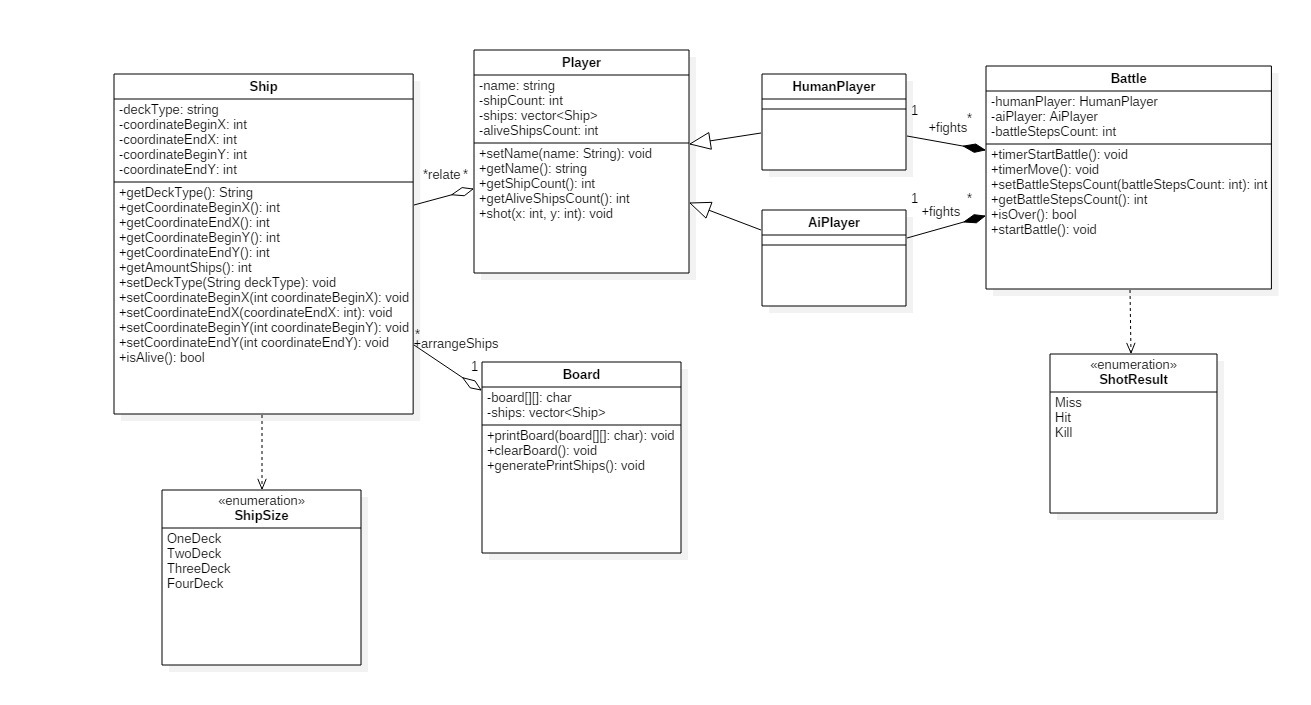 Ship
-deckType: string
-coordinateBeginX: int
-coordinateEndX: int
-coordinateBeginY: int
-coordinateEndY: int
+getDeckType(): String
+getCoordinateBeginX(): int
+getCoordinateEndX(): int
+getCoordinateBeginY(): int
+getCoordinateEndY(): int
+getAmountShips(): int
+setDeckType(String deckType): void
+setCoordinateBeginX(int coordinateBeginX): void
+setCoordinateEndX(coordinateEndX: int): void
+setCoordinateBeginY(int coordinateBeginY): void
+setCoordinateEndY(int coordinateEndY): void
+isAlive(): bool
*relate *
Player
-name: string
-shipCount: int
-ships: vector<Ship>
-aliveShipsCount: int
+setName(name: String): void
+getName(): string
+getShipCount(): int
+getAliveShipsCount(): int
+shot(x: int, y: int): void
HumanPlayer
1
*
+fights
AiPlayer
1
*
+fights
Battle
-humanPlayer: HumanPlayer
-aiPlayer: AiPlayer
-battleStepsCount: int
+timerStartBattle(): void
+timerMove(): void
+setBattleStepsCount(battleStepsCount: int): int
+getBattleStepsCount(): int
+isOver(): bool
+startBattle(): void
*
+arrangeShips
1
Board
-board[][]: char
-ships: vector<Ship>
+printBoard(board[][]: char): void
+clearBoard(): void
+generatePrintShips(): void
«enumeration»
ShotResult
Miss
Hit
Kill
«enumeration»
ShipSize
OneDeck
TwoDeck
ThreeDeck
FourDeck